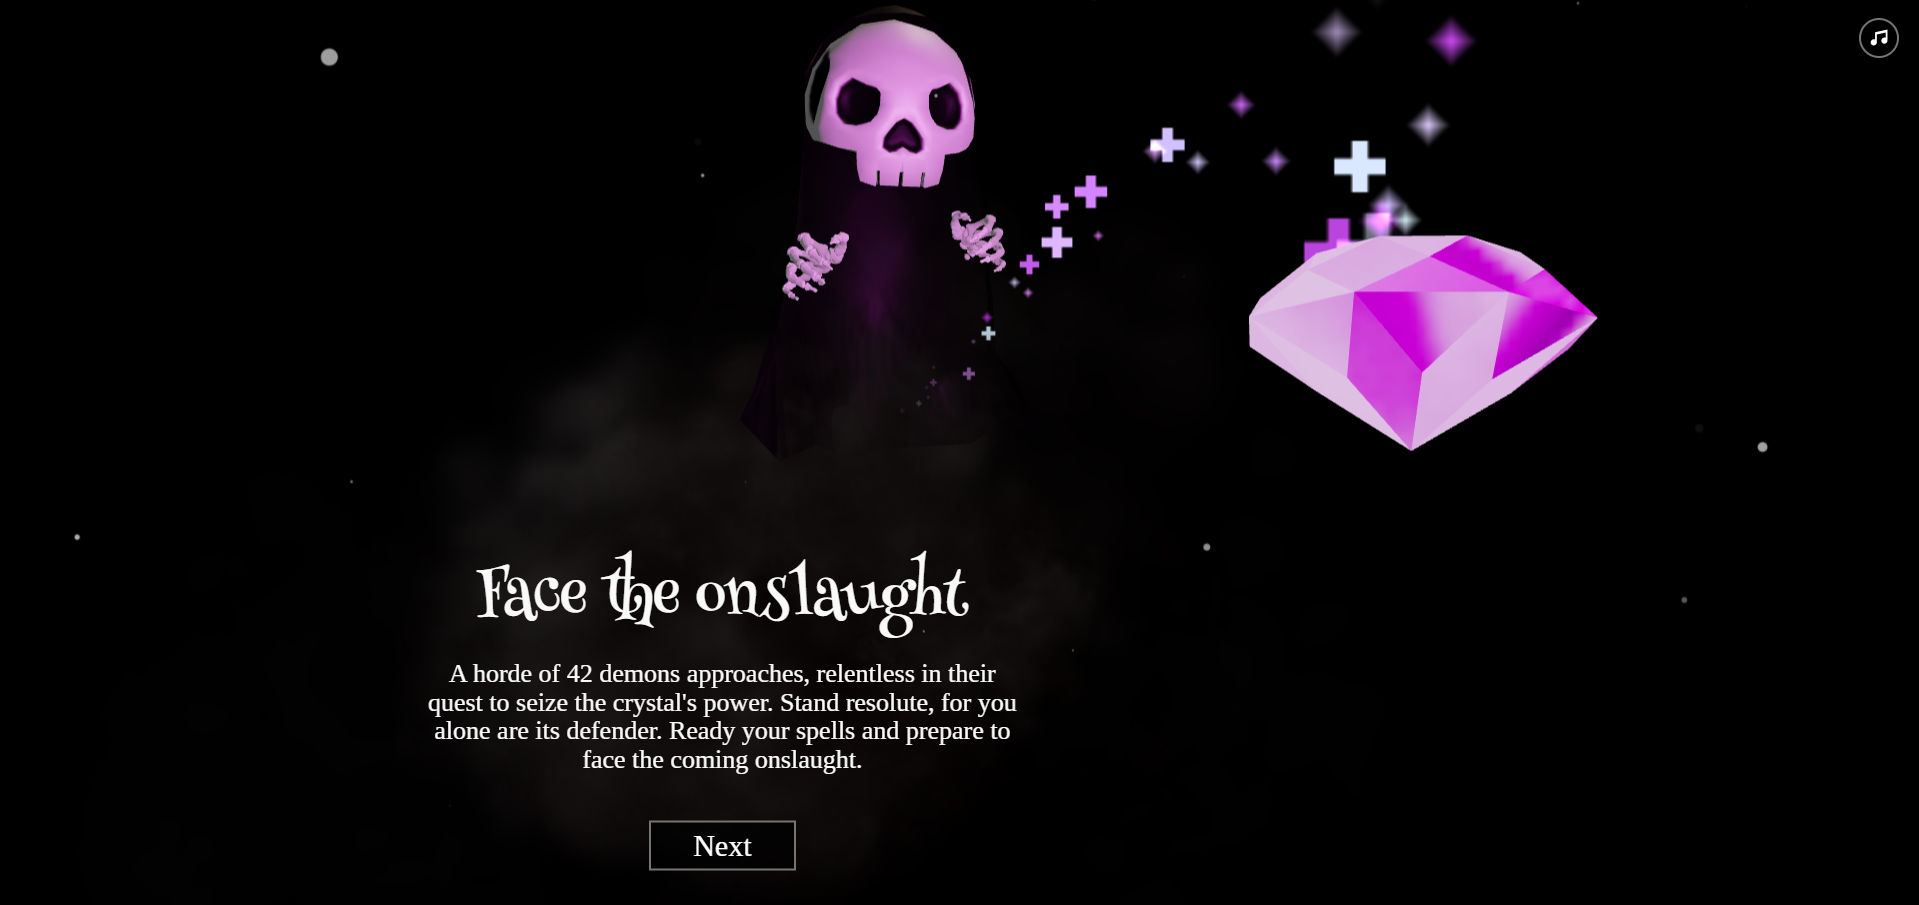 Face the onslaught
A horde of 42 demons approaches, relentless in their
quest to seize the crystal's power. Stand resolute, for you
alone are its defender. Ready your spells and prepare to
face the coming onslaught.
Next